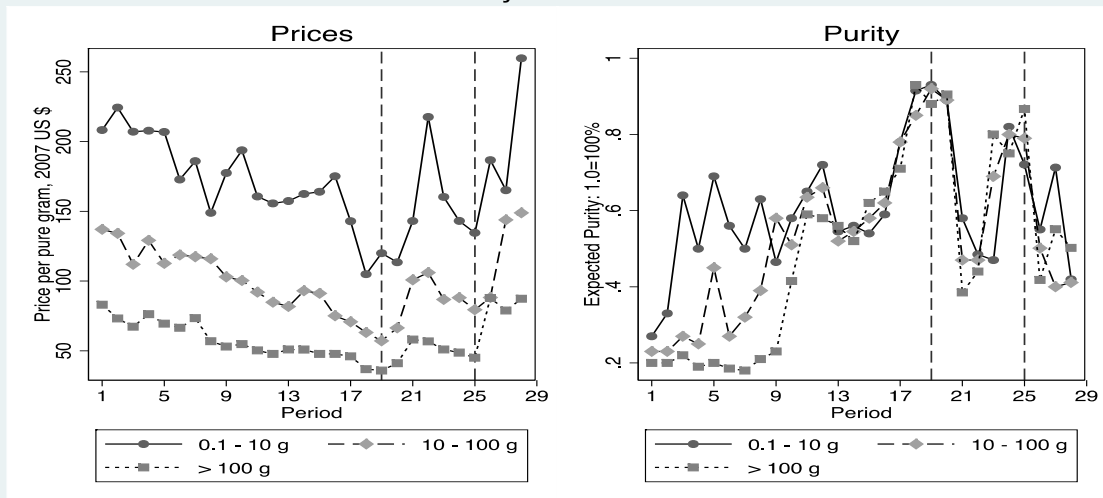 Prices
Price per pure gram, 2007 US $
250
200
150
100
50
1 5 9 13 17 21 25 29
Period
0.1 - 10 g 10 - 100 g
> 100 g
Purity
Expected Purity: 1.0=100%
1
.8
.6
.4
.2
1 5 9 13 17 21 25 29
Period
0.1 - 10 g 10 - 100 g
> 100 g